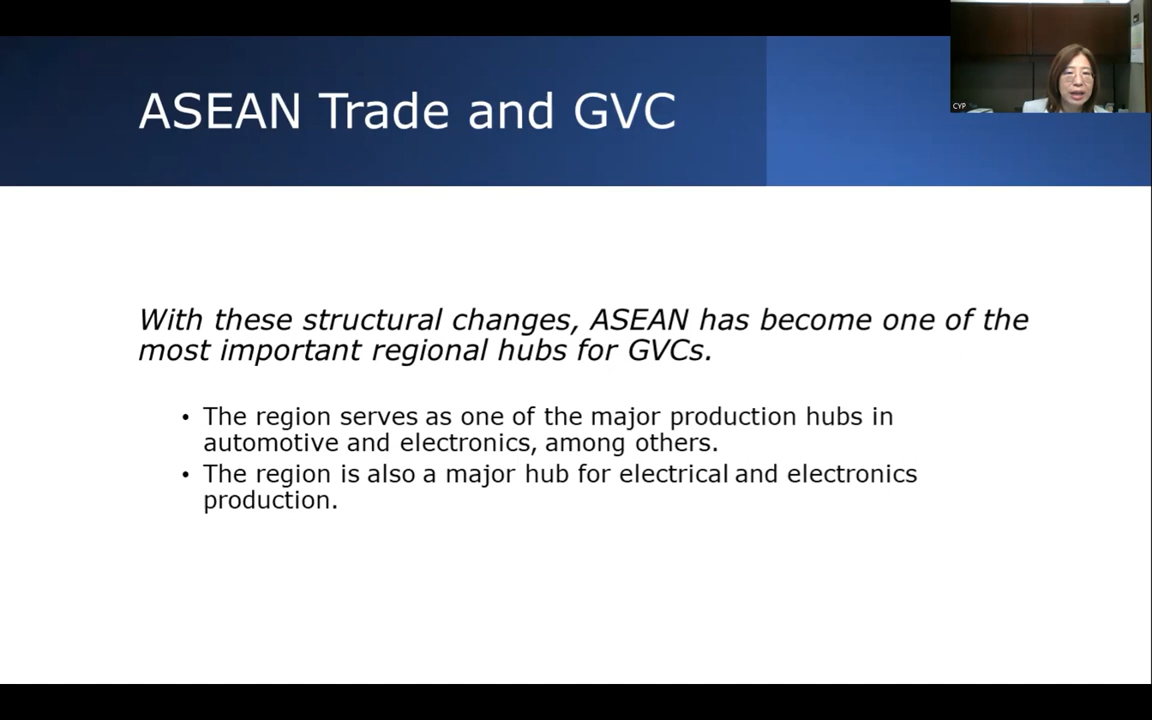 ASEAN Trade and GVC
CYP
With these structural changes, ASEAN has become one of the
most important regional hubs for GVCs.
• The region serves as one of the major production hubs in
automotive and electronics, among others.
• The region is also a major hub for electrical and electronics
production.